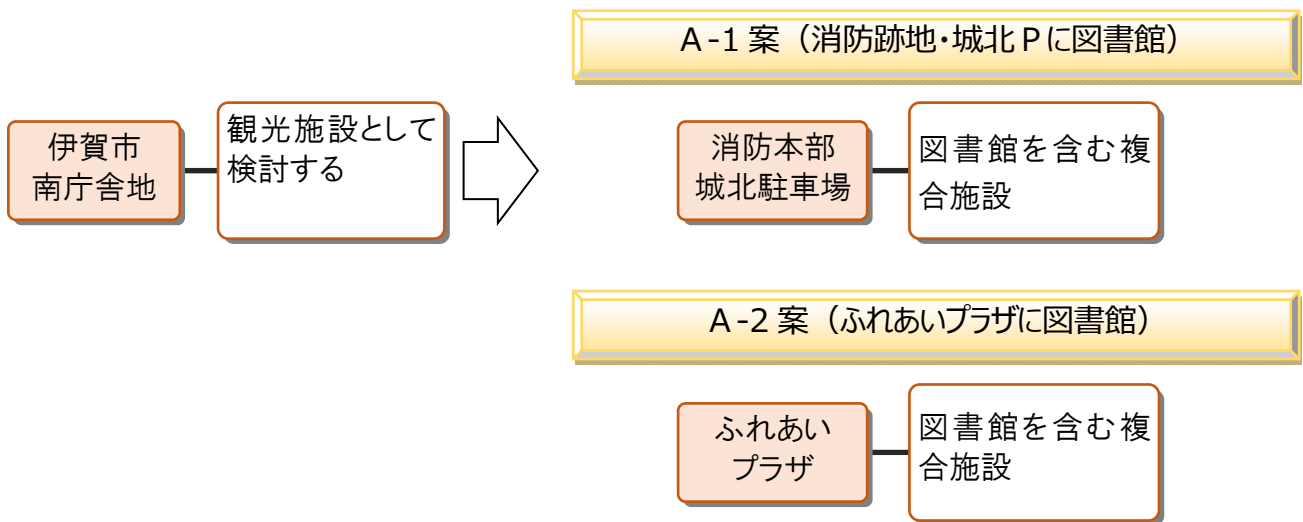 A-1案（消防跡地・城北Pに図書館）
伊賀市
南庁舎地
観光施設として
検討する
消防本部
城北駐車場
図書館を含む複
合施設
A-2案（ふれあいプラザに図書館）
ふれあい
プラザ
図書館を含む複
合施設